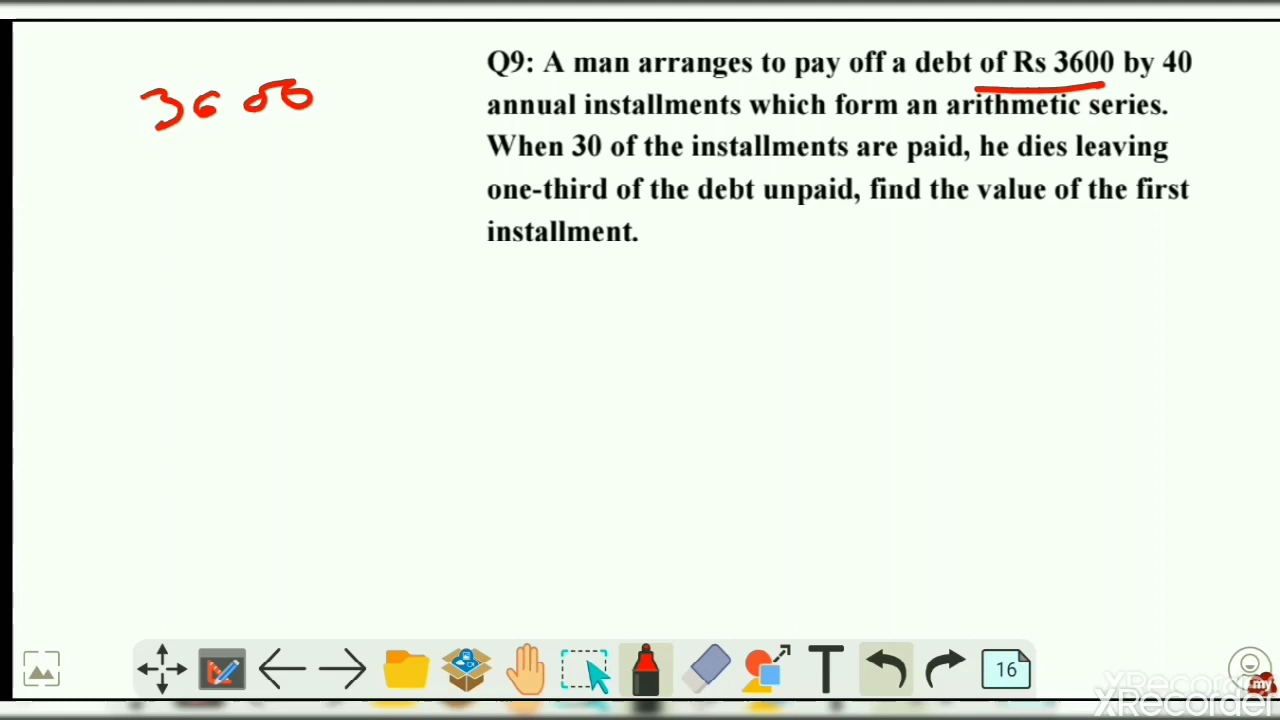 3600
Q9: A man arranges to pay off a debt of Rs 3600 by 40
annual installments which form an arithmetic series.
When 30 of the installments are paid, he dies leaving
one-third of the debt unpaid, find the value of the first
installment.
T
16
XRecorder
XRecorder
my